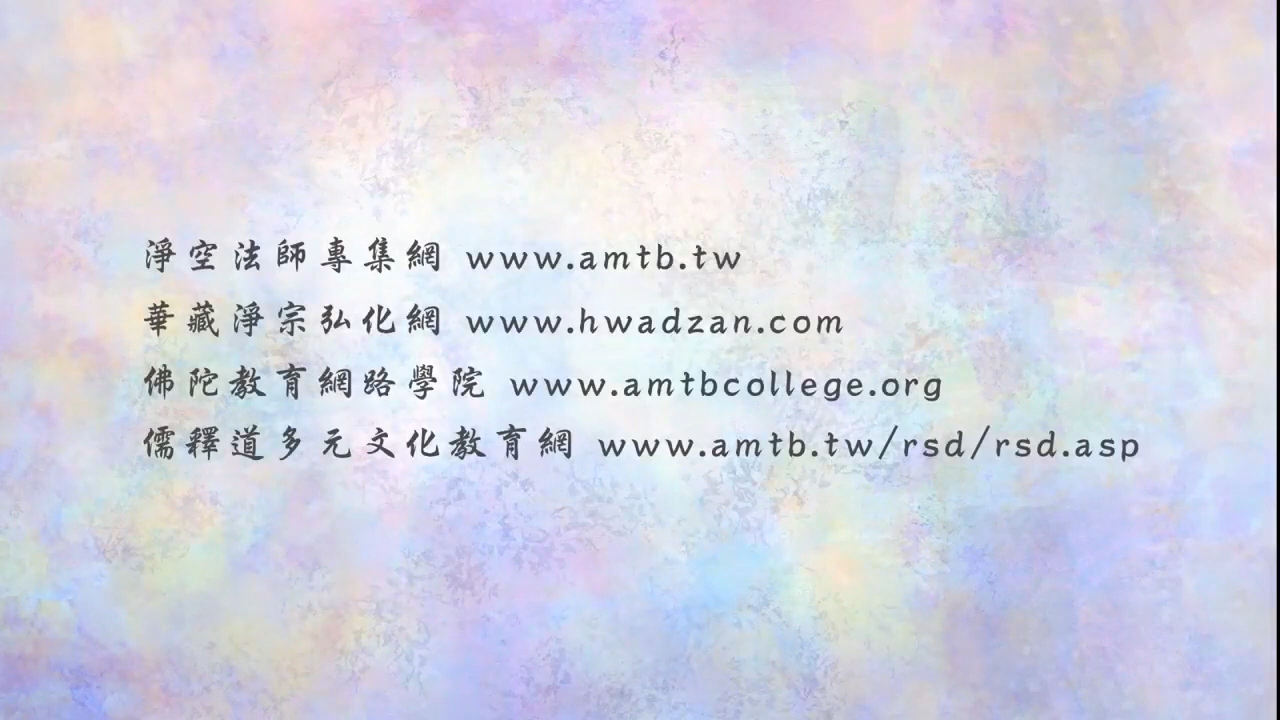 淨空法師專集網 www.amtb.tw
華藏淨宗弘化網 www.hwadzan.com
佛陀教育網路學院 www.amtbcollege.org
儒釋道多元文化教育網 www.amtb.tw/rsd/rsd.asp